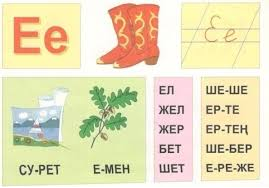 Ее
Ее
СУ-РЕТ Е-МЕН
ЕЛ
ЖЕЛ
ЖЕР
БЕТ
ШЕТ
ШЕ-ШЕ
ЕР-ТЕ
ЕР-ТЕҢ
ШЕ-БЕР
Е-РЕ-ЖЕ